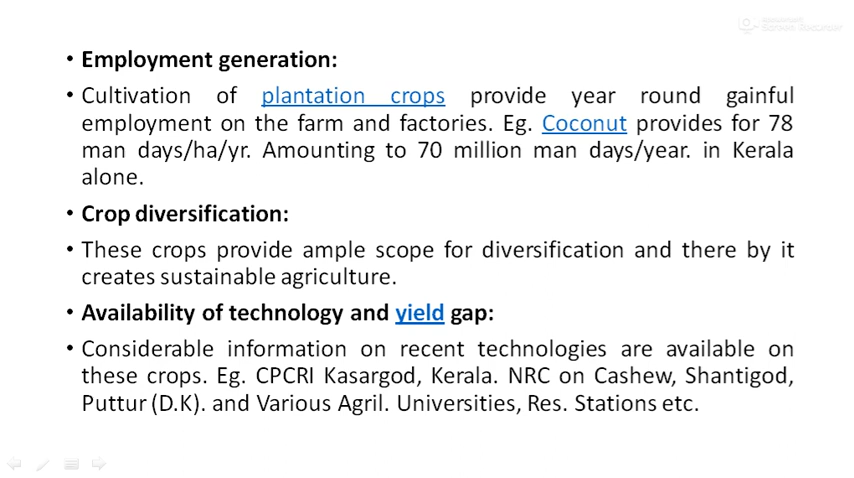 • Employment generation:
• Cultivation of plantation crops provide year round gainful
employment on the farm and factories. Eg. Coconut provides for 78
man days/ha/yr. Amounting to 70 million man days/year. in Kerala
alone.
• Crop diversification:
• These crops provide ample scope for diversification and there by it
creates sustainable agriculture.
• Availability of technology and yield gap:
• Considerable information on recent technologies are available on
these crops. Eg. CPCRI Kasargod, Kerala. NRC on Cashew, Shantigod,
Puttur (D.K). and Various Agril. Universities, Res. Stations etc.